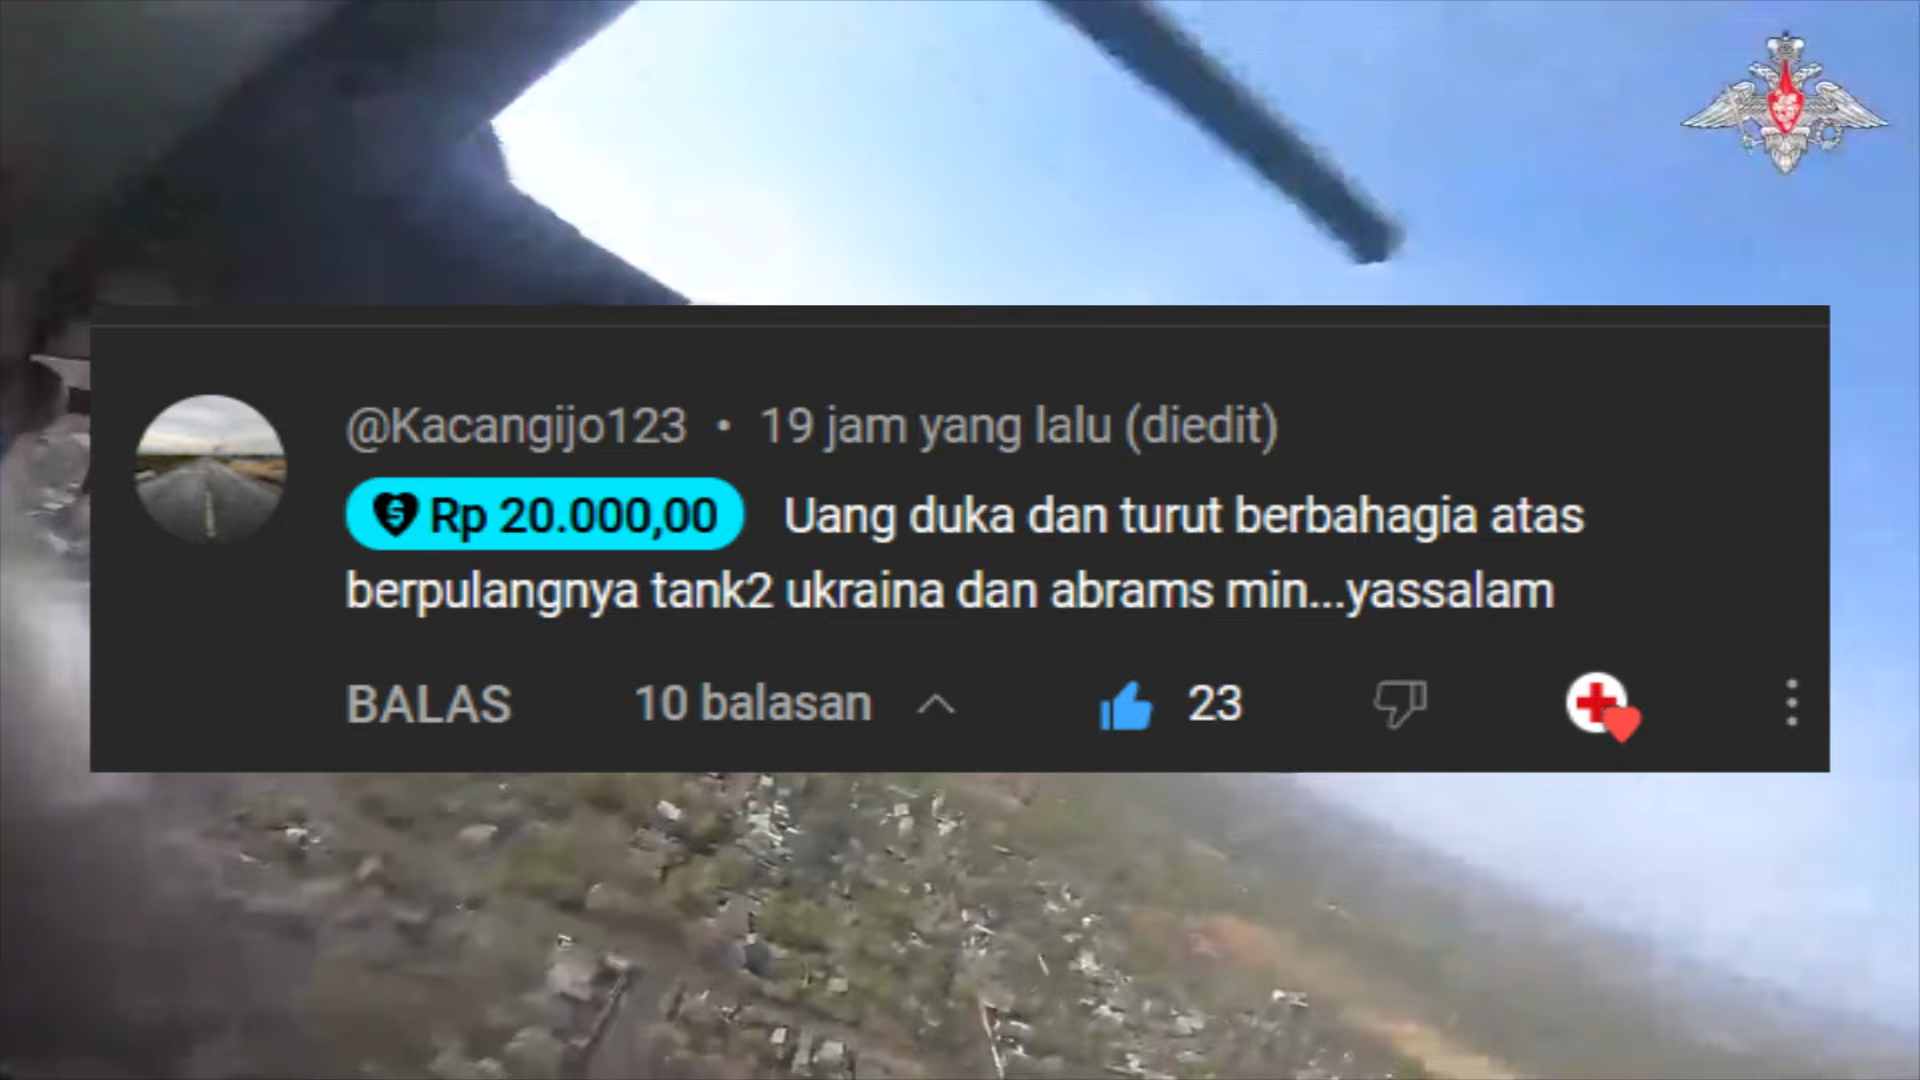 @Kacangijo123 • 19 jam yang lalu (diedit)
Rp 20.000,00 Uang duka dan turut berbahagia atas
berpulangnya tank2 ukraina dan abrams min...yassalam
BALAS 10 balasan 23